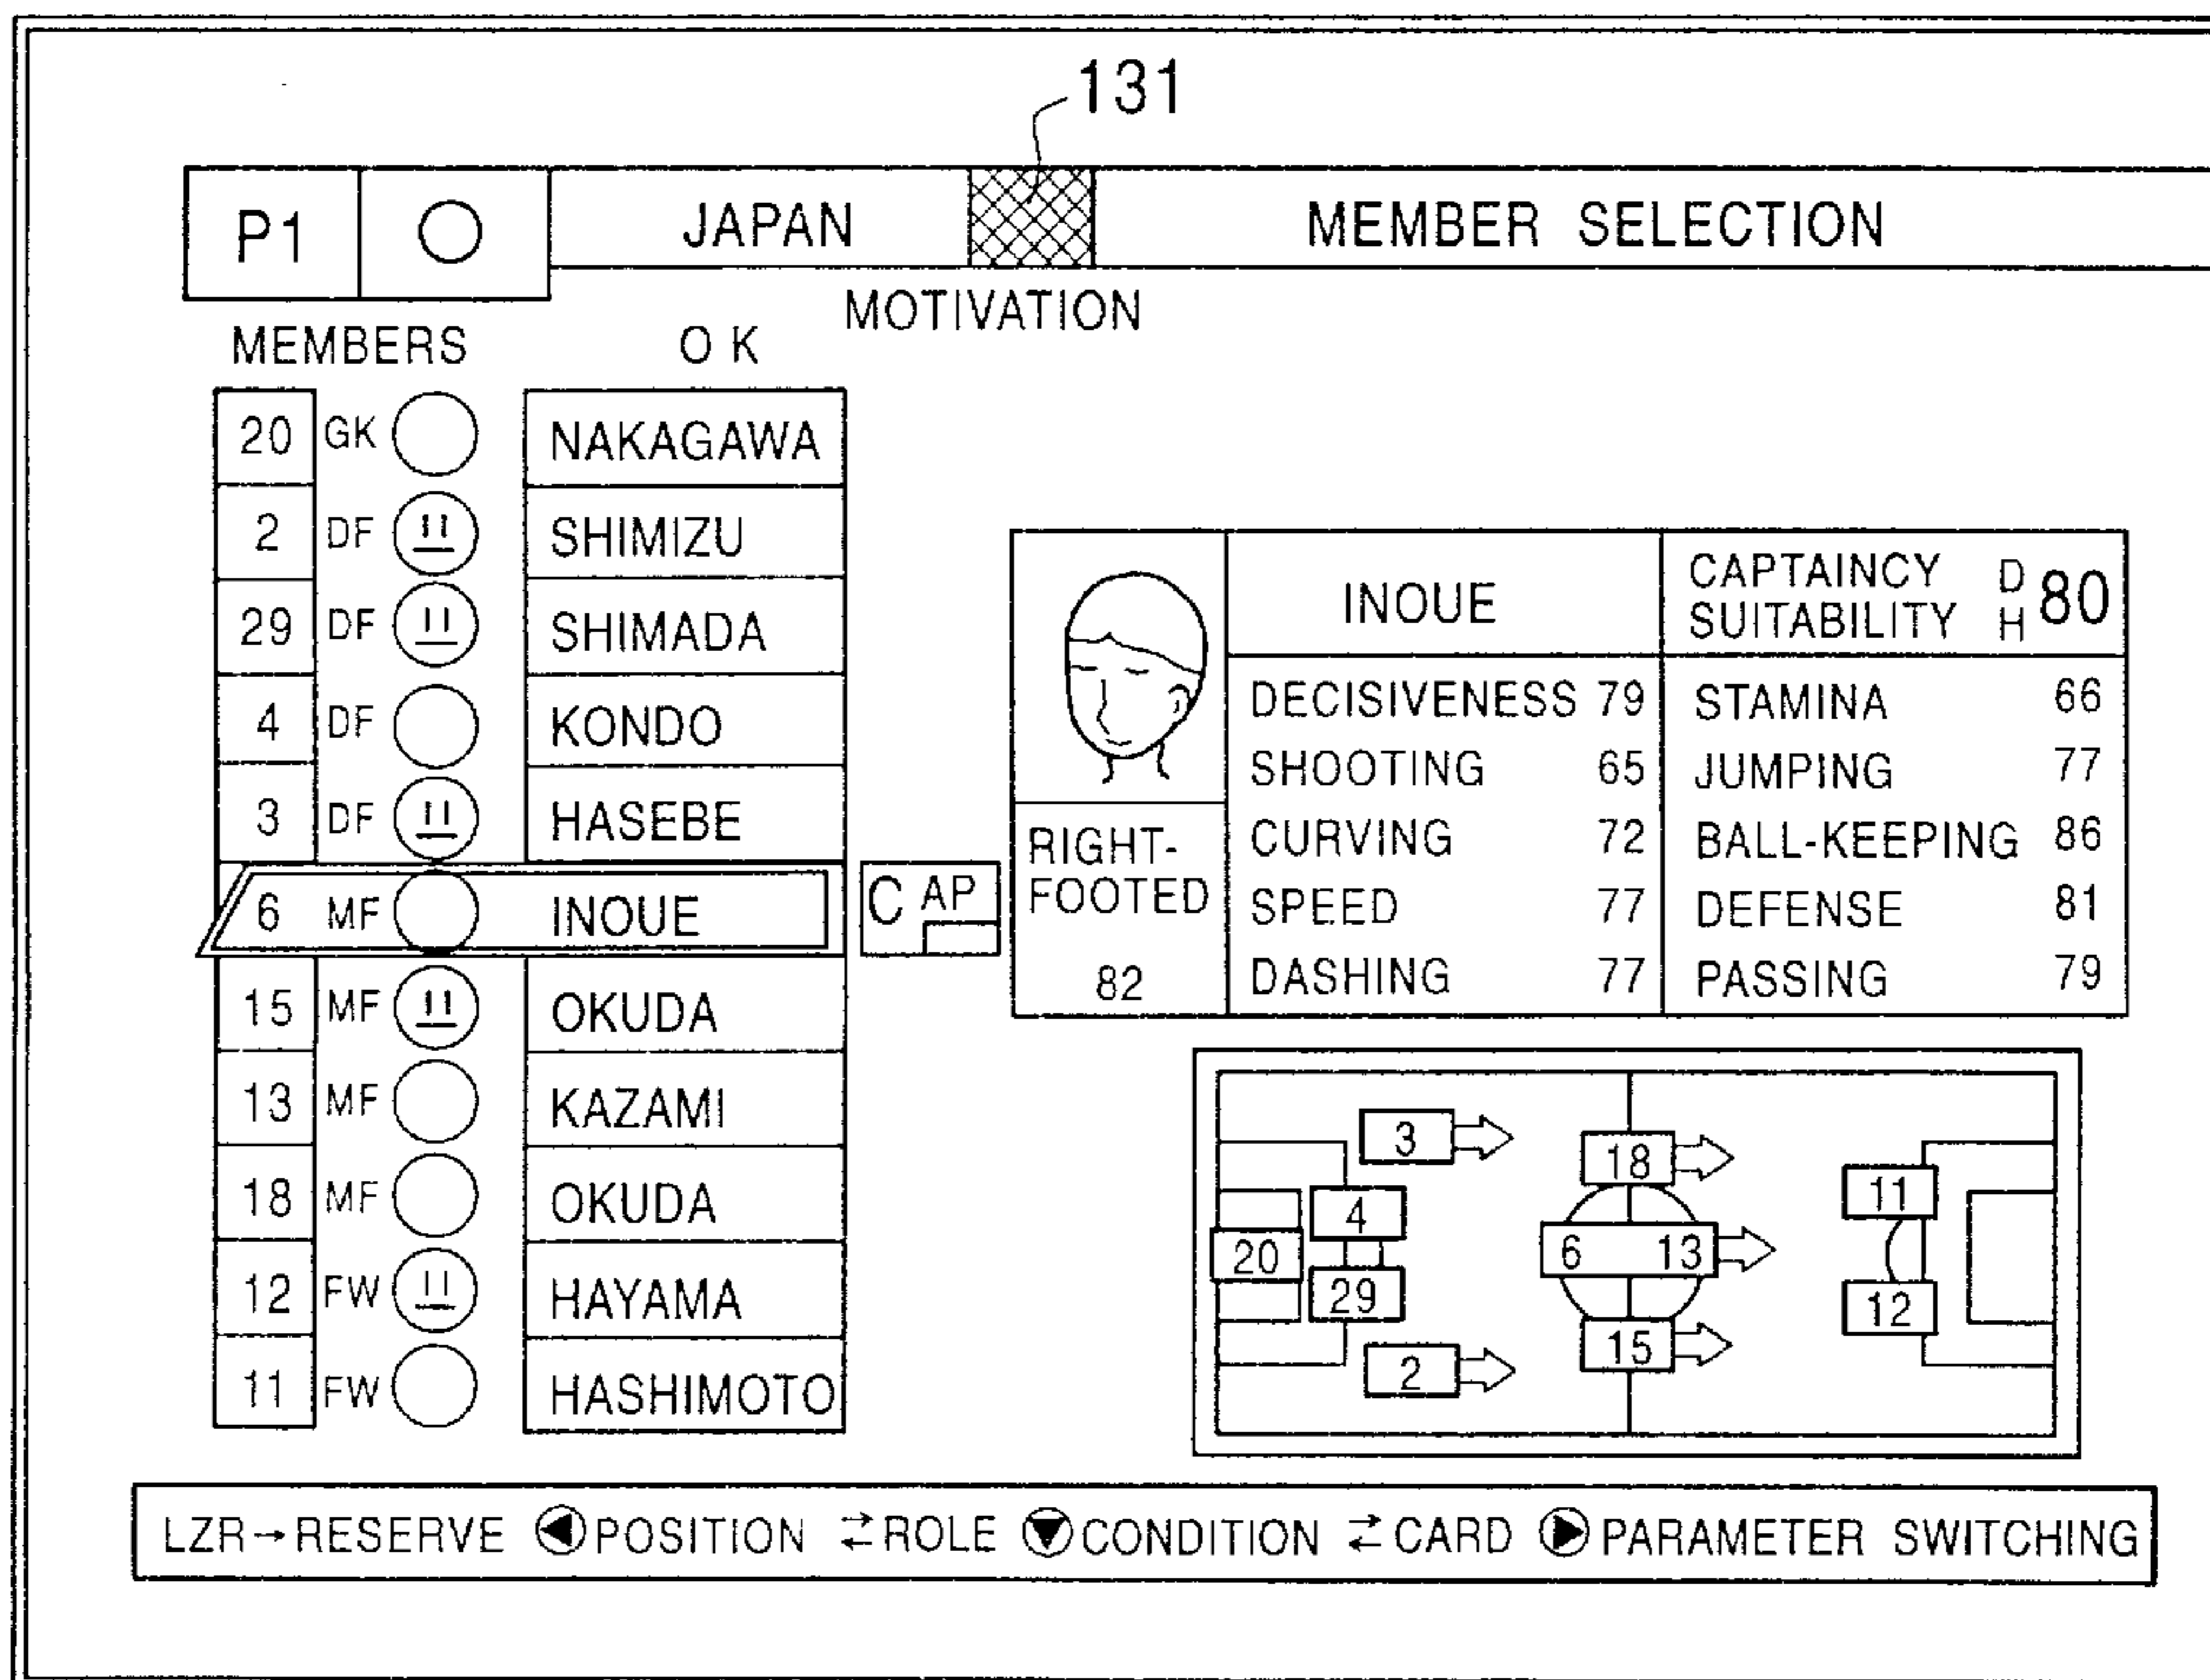 131
P1 JAPAN MEMBER SELECTION
MOTIVATION
MEMBERS OK
20 GK NAKAGAWA
2 DF SHIMIZU
29 DF SHIMADA
4 DF KONDO
3 DF HASEBE
6 MF INOUE
15 MF OKUDA
13 MF KAZAMI
18 MF OKUDA
12 FW HAYAMA
11 FW HASHIMOTO
C AP
INOUE
CAPTAINCY
SUITABILITY
DH 80
RIGHT-
FOOTED
82
DECISIVENESS 79
SHOOTING 65
CURVING 72
SPEED 77
DASHING 77
STAMINA 66
JUMPING 77
BALL-KEEPING 86
DEFENSE 81
PASSING 79
3
18
11
4
20
6 13
29
12
15
2
LZR→RESERVE ◀POSITION ⇄ROLE ▼CONDITION ⇄CARD ▶PARAMETER SWITCHING